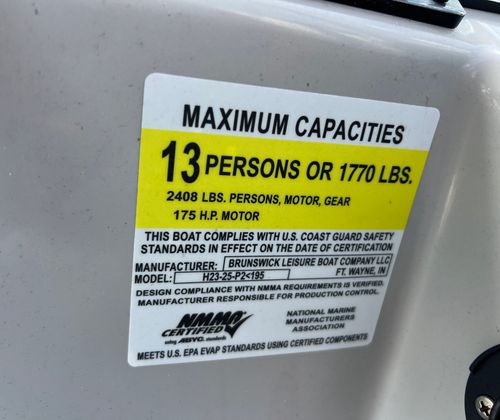 MAXIMUM CAPACITIES
13 PERSONS OR 1770 LBS.
2408 LBS. PERSONS, MOTOR, GEAR
175 H.P. MOTOR
THIS BOAT COMPLIES WITH U.S. COAST GUARD SAFETY
STANDARDS IN EFFECT ON THE DATE OF CERTIFICATION
MANUFACTURER: BRUNSWICK LEISURE BOAT COMPANY LLC
MODEL: H23-25-P2<195 FT. WAYNE, IN
DESIGN COMPLIANCE WITH NMMA REQUIREMENTS IS VERIFIED.
MANUFACTURER RESPONSIBLE FOR PRODUCTION CONTROL.
NMMA
CERTIFIED
using ABYC. standards
NATIONAL MARINE
MANUFACTURERS
ASSOCIATION
MEETS U.S. EPA EVAP STANDARDS USING CERTIFIED COMPONENTS